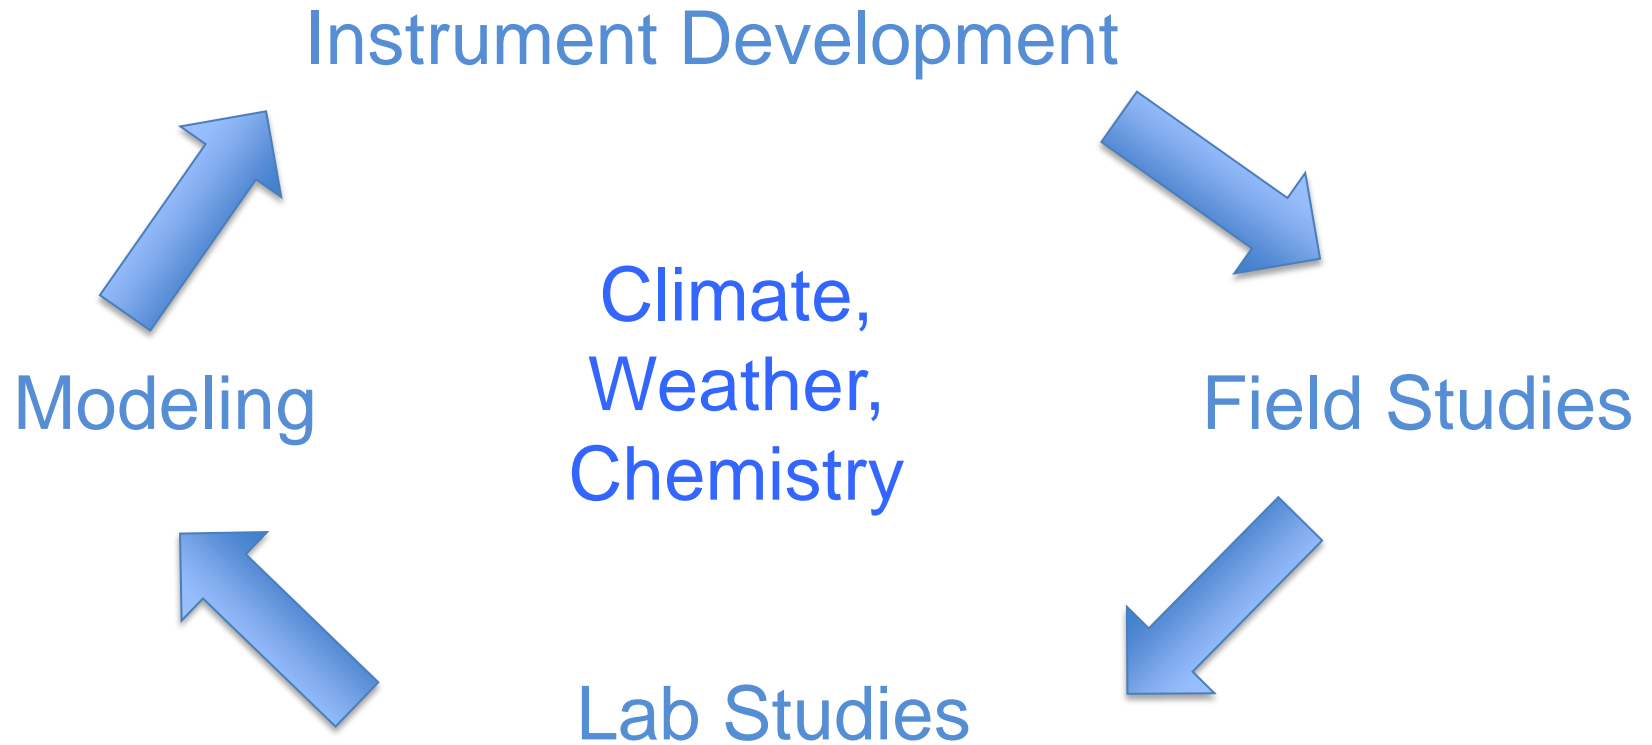 Instrument Development
Climate,
Weather,
Chemistry
Modeling
Field Studies
Lab Studies